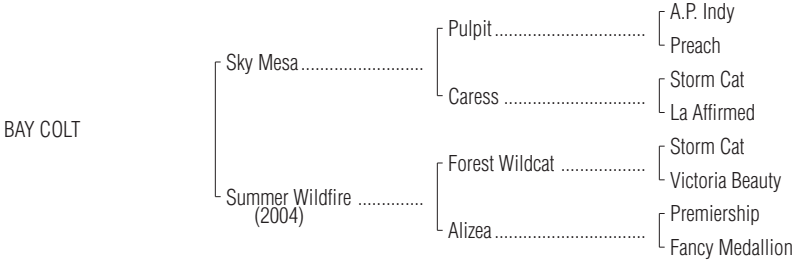 A.P. Indy
Pulpit..............................
Preach
Sky Mesa.........................
Storm Cat
Caress ............................
La Affirmed
BAY COLT
Storm Cat
Forest Wildcat .................
Victoria Beauty
Summer Wildfire .............
(2004)
Premiership
Alizea..............................
Fancy Medallion